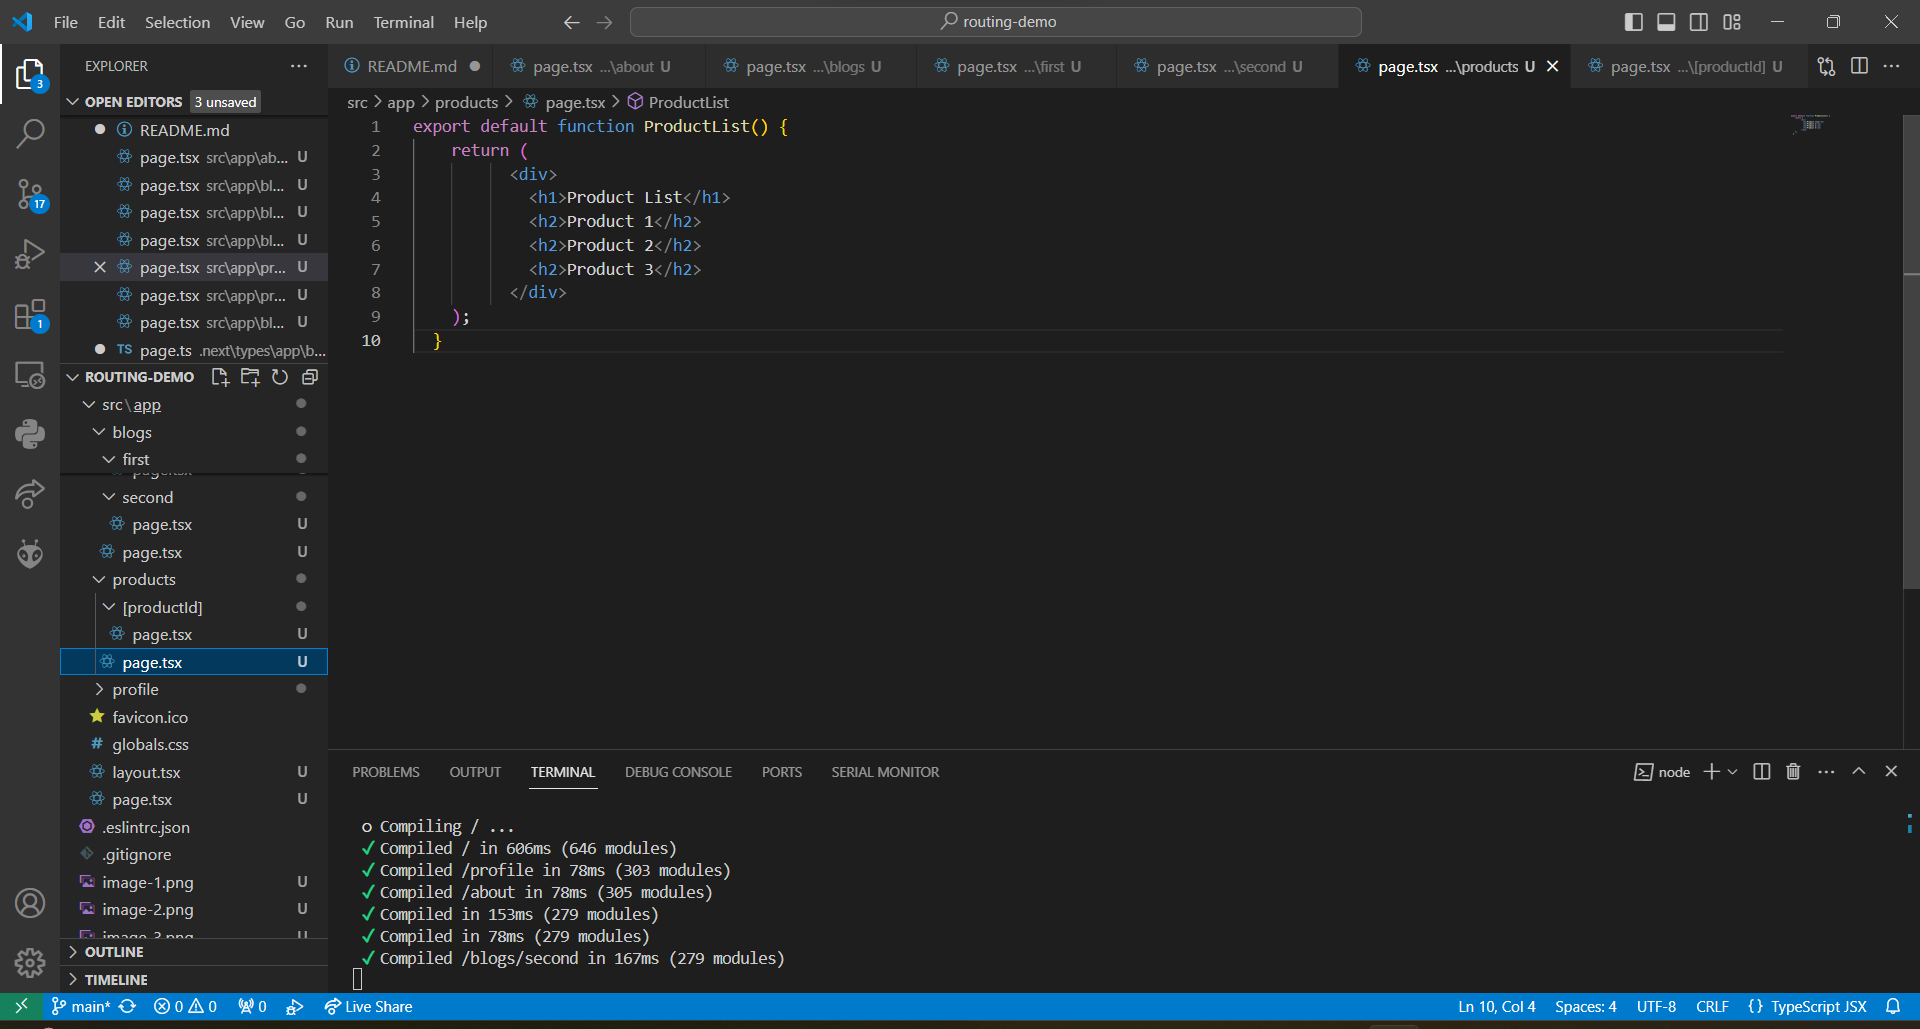 File Edit Selection View Go Run Terminal Help
routing-demo
EXPLORER
OPEN EDITORS 3 unsaved
README.md
page.tsx src\app\ab... U
page.tsx src\app\bl... U
page.tsx src\app\bl... U
page.tsx src\app\bl... U
page.tsx src\app\pr... U
page.tsx src\app\pr... U
page.tsx src\app\bl... U
TS page.ts .next\types\app\b...
ROUTING-DEMO
src\app
blogs
first
second
page.tsx U
page.tsx U
products
[productId]
page.tsx U
page.tsx U
profile
favicon.ico
# globals.css
layout.tsx U
page.tsx U
.eslintrc.json
.gitignore
image-1.png U
image-2.png U
image-3.png U
OUTLINE
TIMELINE
3
17
1
README.md
page.tsx ...\about U
page.tsx ...\blogs U
page.tsx ...\first U
page.tsx ...\second U
page.tsx ...\products U
page.tsx ...\[productId] U
src > app > products > page.tsx > ProductList
1 export default function ProductList() {
2 return (
3 <div>
4 <h1>Product List</h1>
5 <h2>Product 1</h2>
6 <h2>Product 2</h2>
7 <h2>Product 3</h2>
8 </div>
9 );
10 }
PROBLEMS OUTPUT TERMINAL DEBUG CONSOLE PORTS SERIAL MONITOR
node
○ Compiling / ...
✓ Compiled / in 606ms (646 modules)
✓ Compiled /profile in 78ms (303 modules)
✓ Compiled /about in 78ms (305 modules)
✓ Compiled in 153ms (279 modules)
✓ Compiled in 78ms (279 modules)
✓ Compiled /blogs/second in 167ms (279 modules)
main* 0 0 0 Live Share
Ln 10, Col 4 Spaces: 4 UTF-8 CRLF {} TypeScript JSX